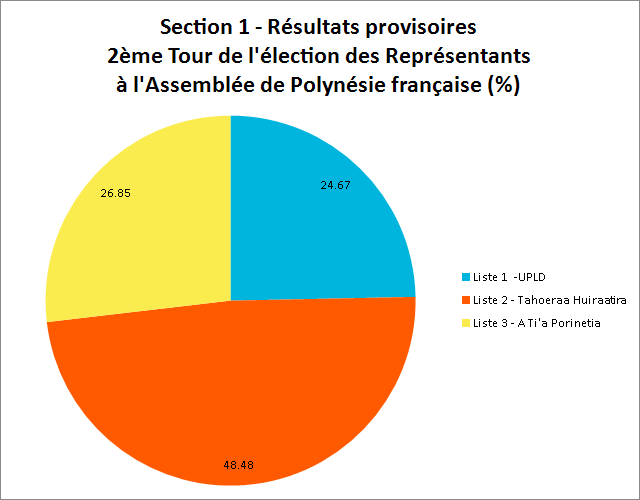 Section 1 - Résultats provisoires
2ème Tour de l'élection des Représentants
à l'Assemblée de Polynésie française (%)
26.85
24.67
48.48
Liste 1 -UPLD
Liste 2 - Tahoeraa Huiraatira
Liste 3 - A Ti'a Porinetia